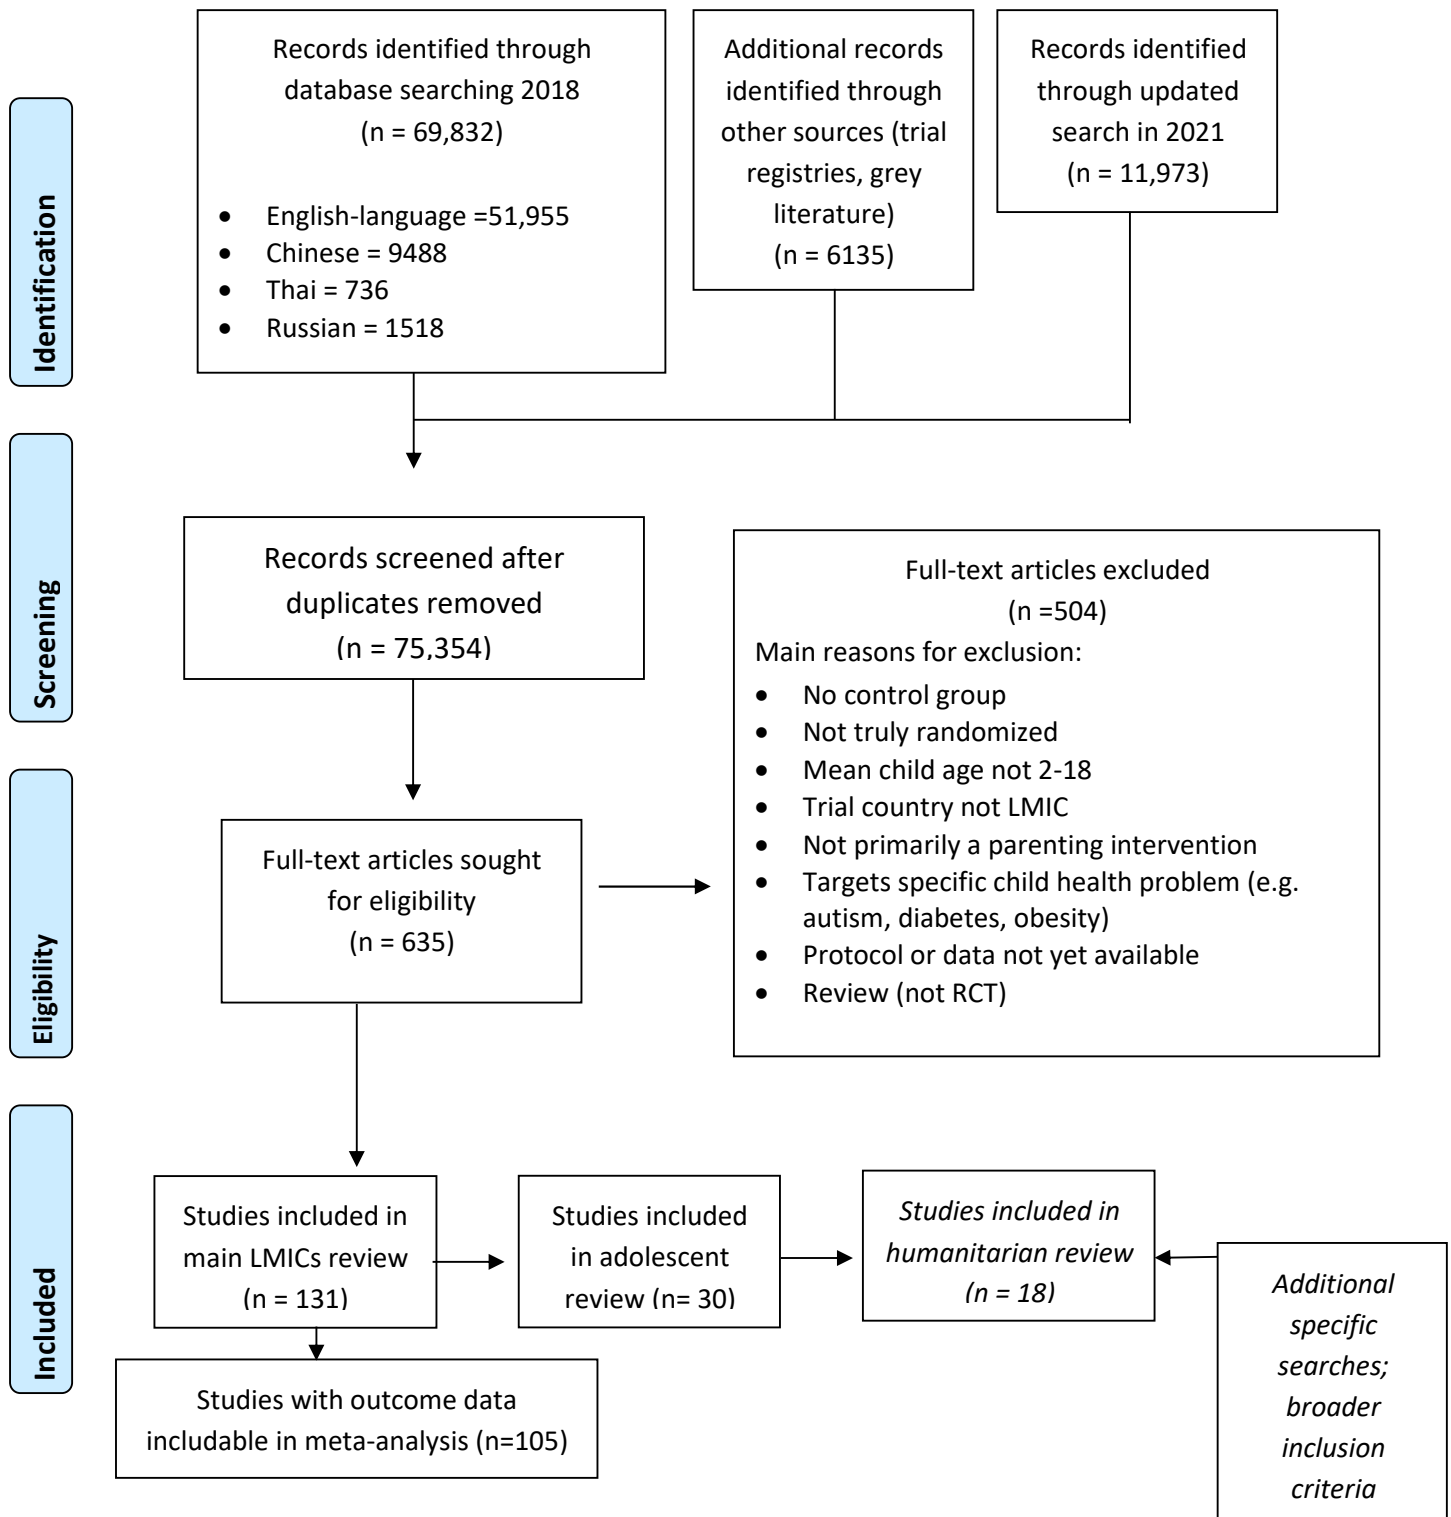 Identification
Records identified through
database searching 2018
(n = 69,832)
• English-language =51,955
• Chinese = 9488
• Thai = 736
• Russian = 1518
Additional records
identified through
other sources (trial
registries, grey
literature)
(n = 6135)
Records identified
through updated
search in 2021
(n = 11,973)
Screening
Records screened after
duplicates removed
(n = 75,354)
Full-text articles excluded
(n =504)
Main reasons for exclusion:
• No control group
• Not truly randomized
• Mean child age not 2-18
• Trial country not LMIC
• Not primarily a parenting intervention
• Targets specific child health problem (e.g.
autism, diabetes, obesity)
• Protocol or data not yet available
• Review (not RCT)
Eligibility
Full-text articles sought
for eligibility
(n = 635)
Included
Studies included in
main LMICs review
(n = 131)
Studies included
in adolescent
review (n= 30)
Studies included in
humanitarian review
(n = 18)
Additional
specific
searches;
broader
inclusion
criteria
Studies with outcome data
includable in meta-analysis (n=105)